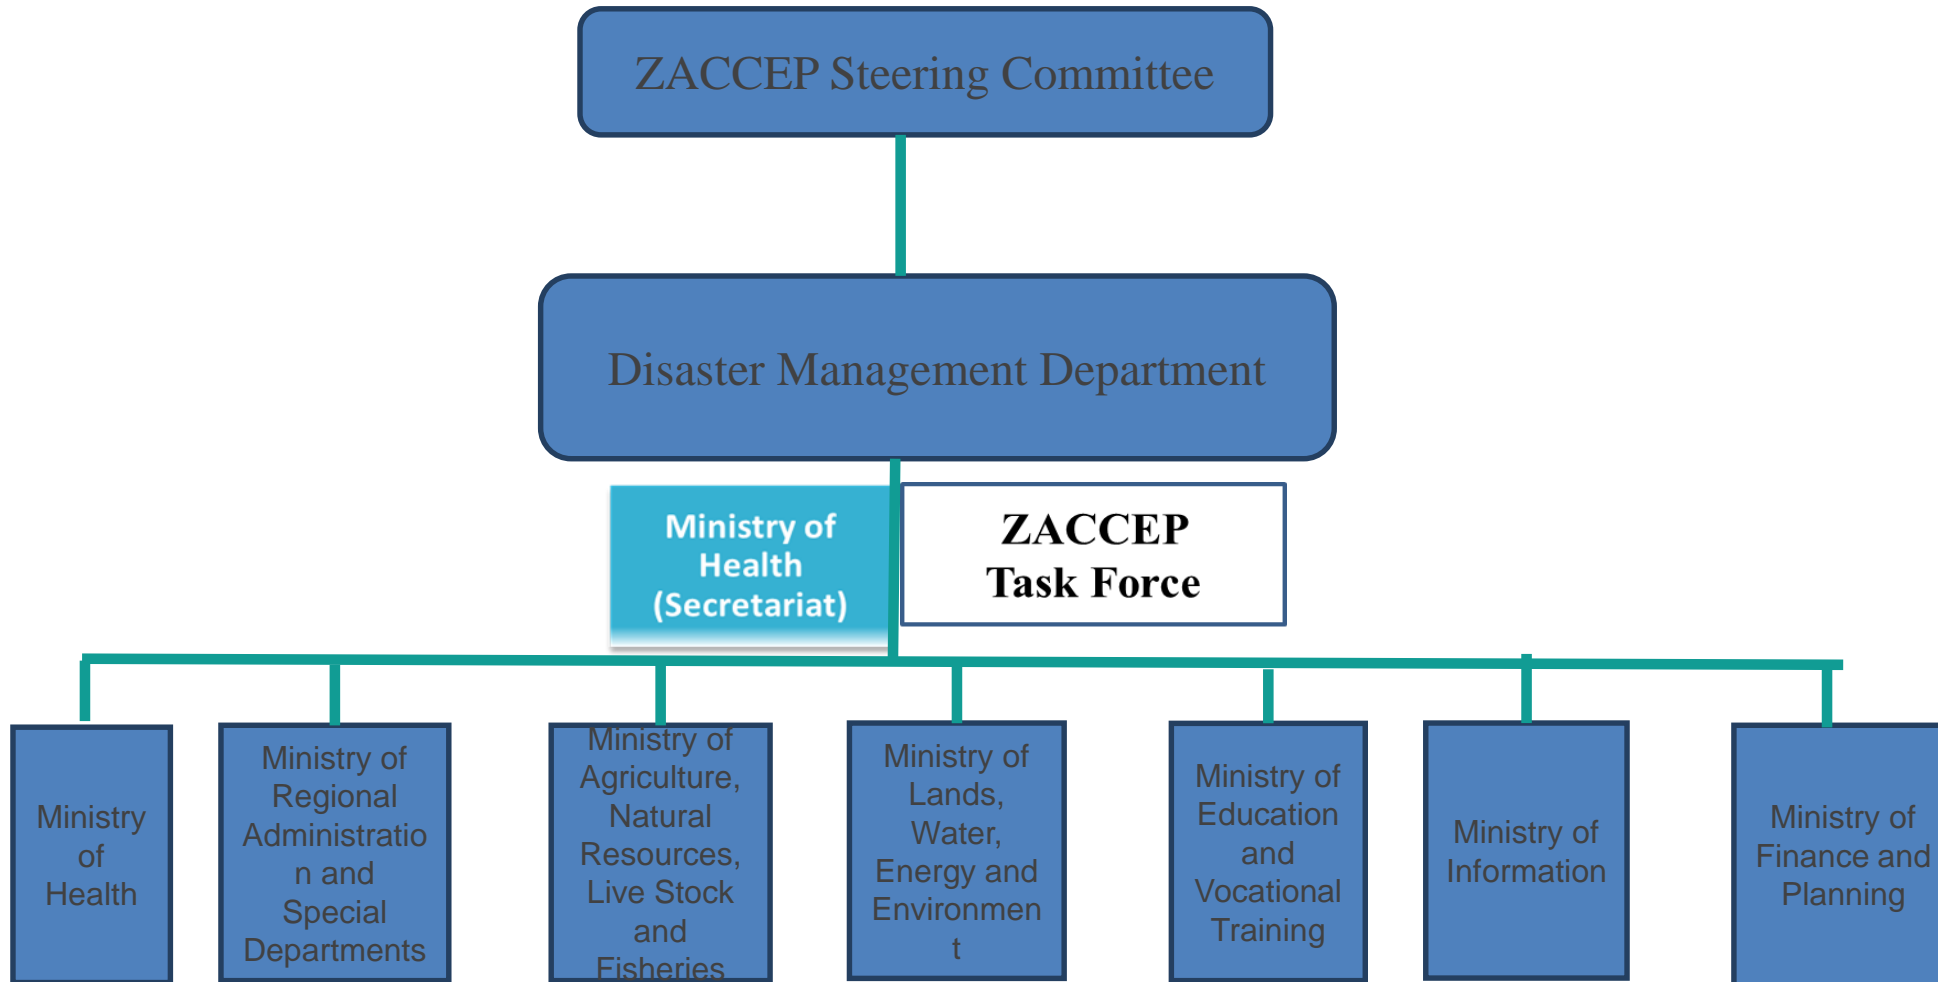 ZACCEP Steering Committee
Disaster Management Department
Ministry of
Health
(Secretariat)
ZACCEP
Task Force
Ministry
of
Health
Ministry of
Regional
Administratio
n and
Special
Departments
Ministry of
Agriculture,
Natural
Resources,
Live Stock
and
Fisheries
Ministry of
Lands,
Water,
Energy and
Environmen
t
Ministry of
Education
and
Vocational
Training
Ministry of
Information
Ministry of
Finance and
Planning